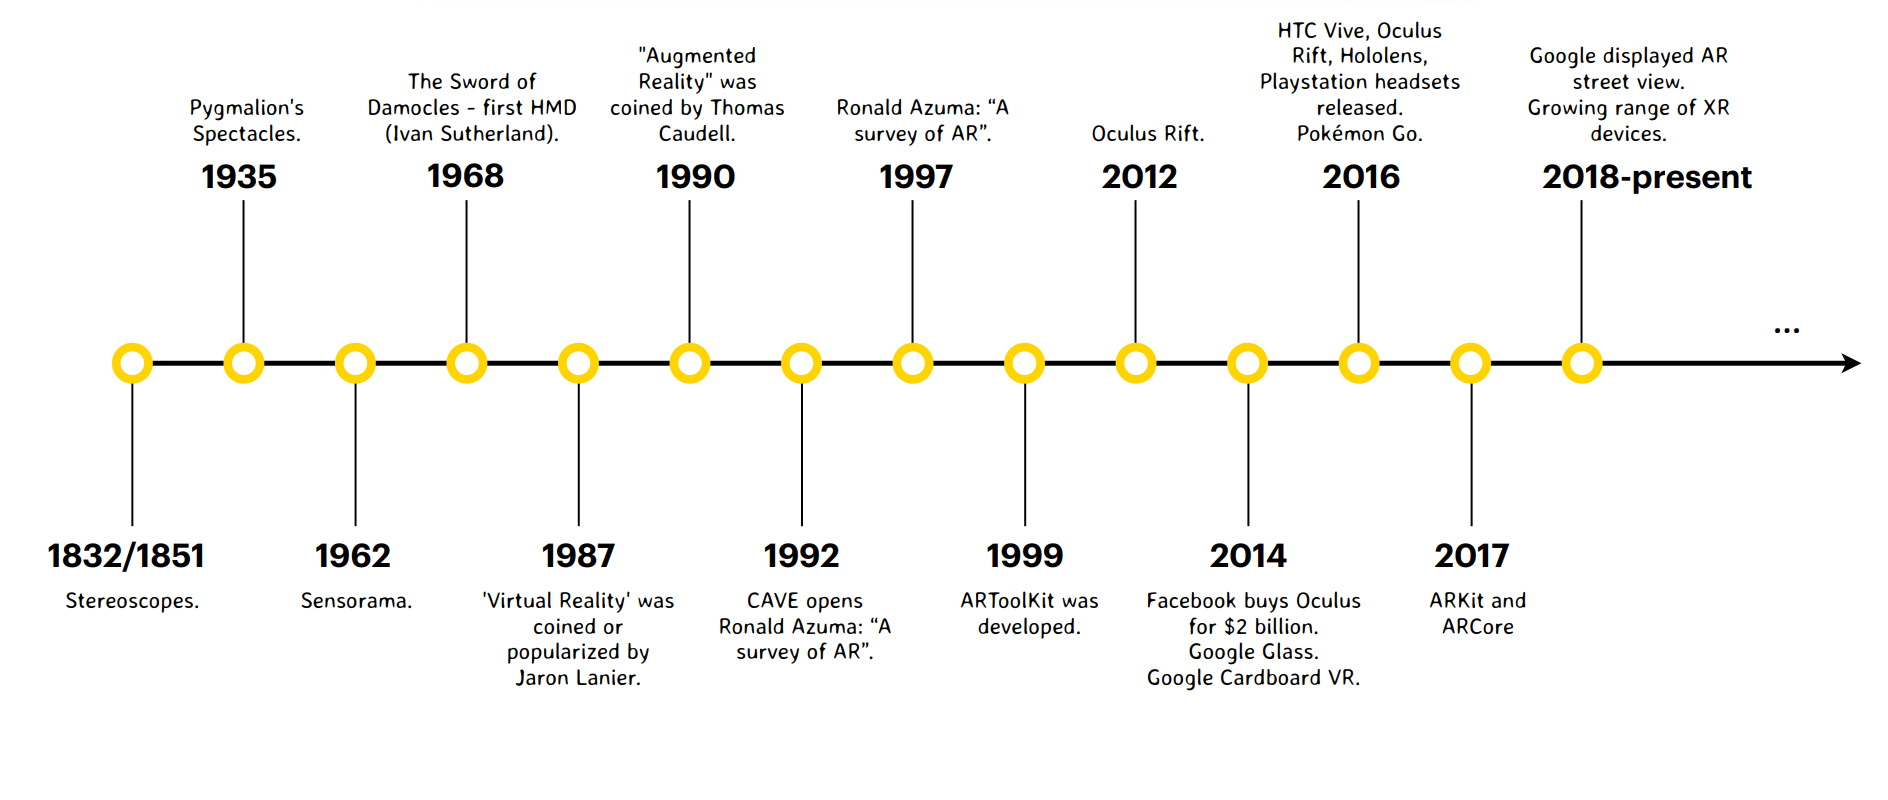 Pygmalion's
Spectacles.
1935
The Sword of
Damocles - first HMD
(Ivan Sutherland).
1968
"Augmented
Reality" was
coined by Thomas
Caudell.
1990
Ronald Azuma: “A
survey of AR”.
1997
Oculus Rift.
2012
HTC Vive, Oculus
Rift, Hololens,
Playstation headsets
released.
Pokémon Go.
2016
Google displayed AR
street view.
Growing range of XR
devices.
2018-present
...
1832/1851
Stereoscopes.
1962
Sensorama.
1987
'Virtual Reality' was
coined or
popularized by
Jaron Lanier.
1992
CAVE opens
Ronald Azuma: “A
survey of AR”.
1999
ARToolKit was
developed.
2014
Facebook buys Oculus
for $2 billion.
Google Glass.
Google Cardboard VR.
2017
ARKit and
ARCore